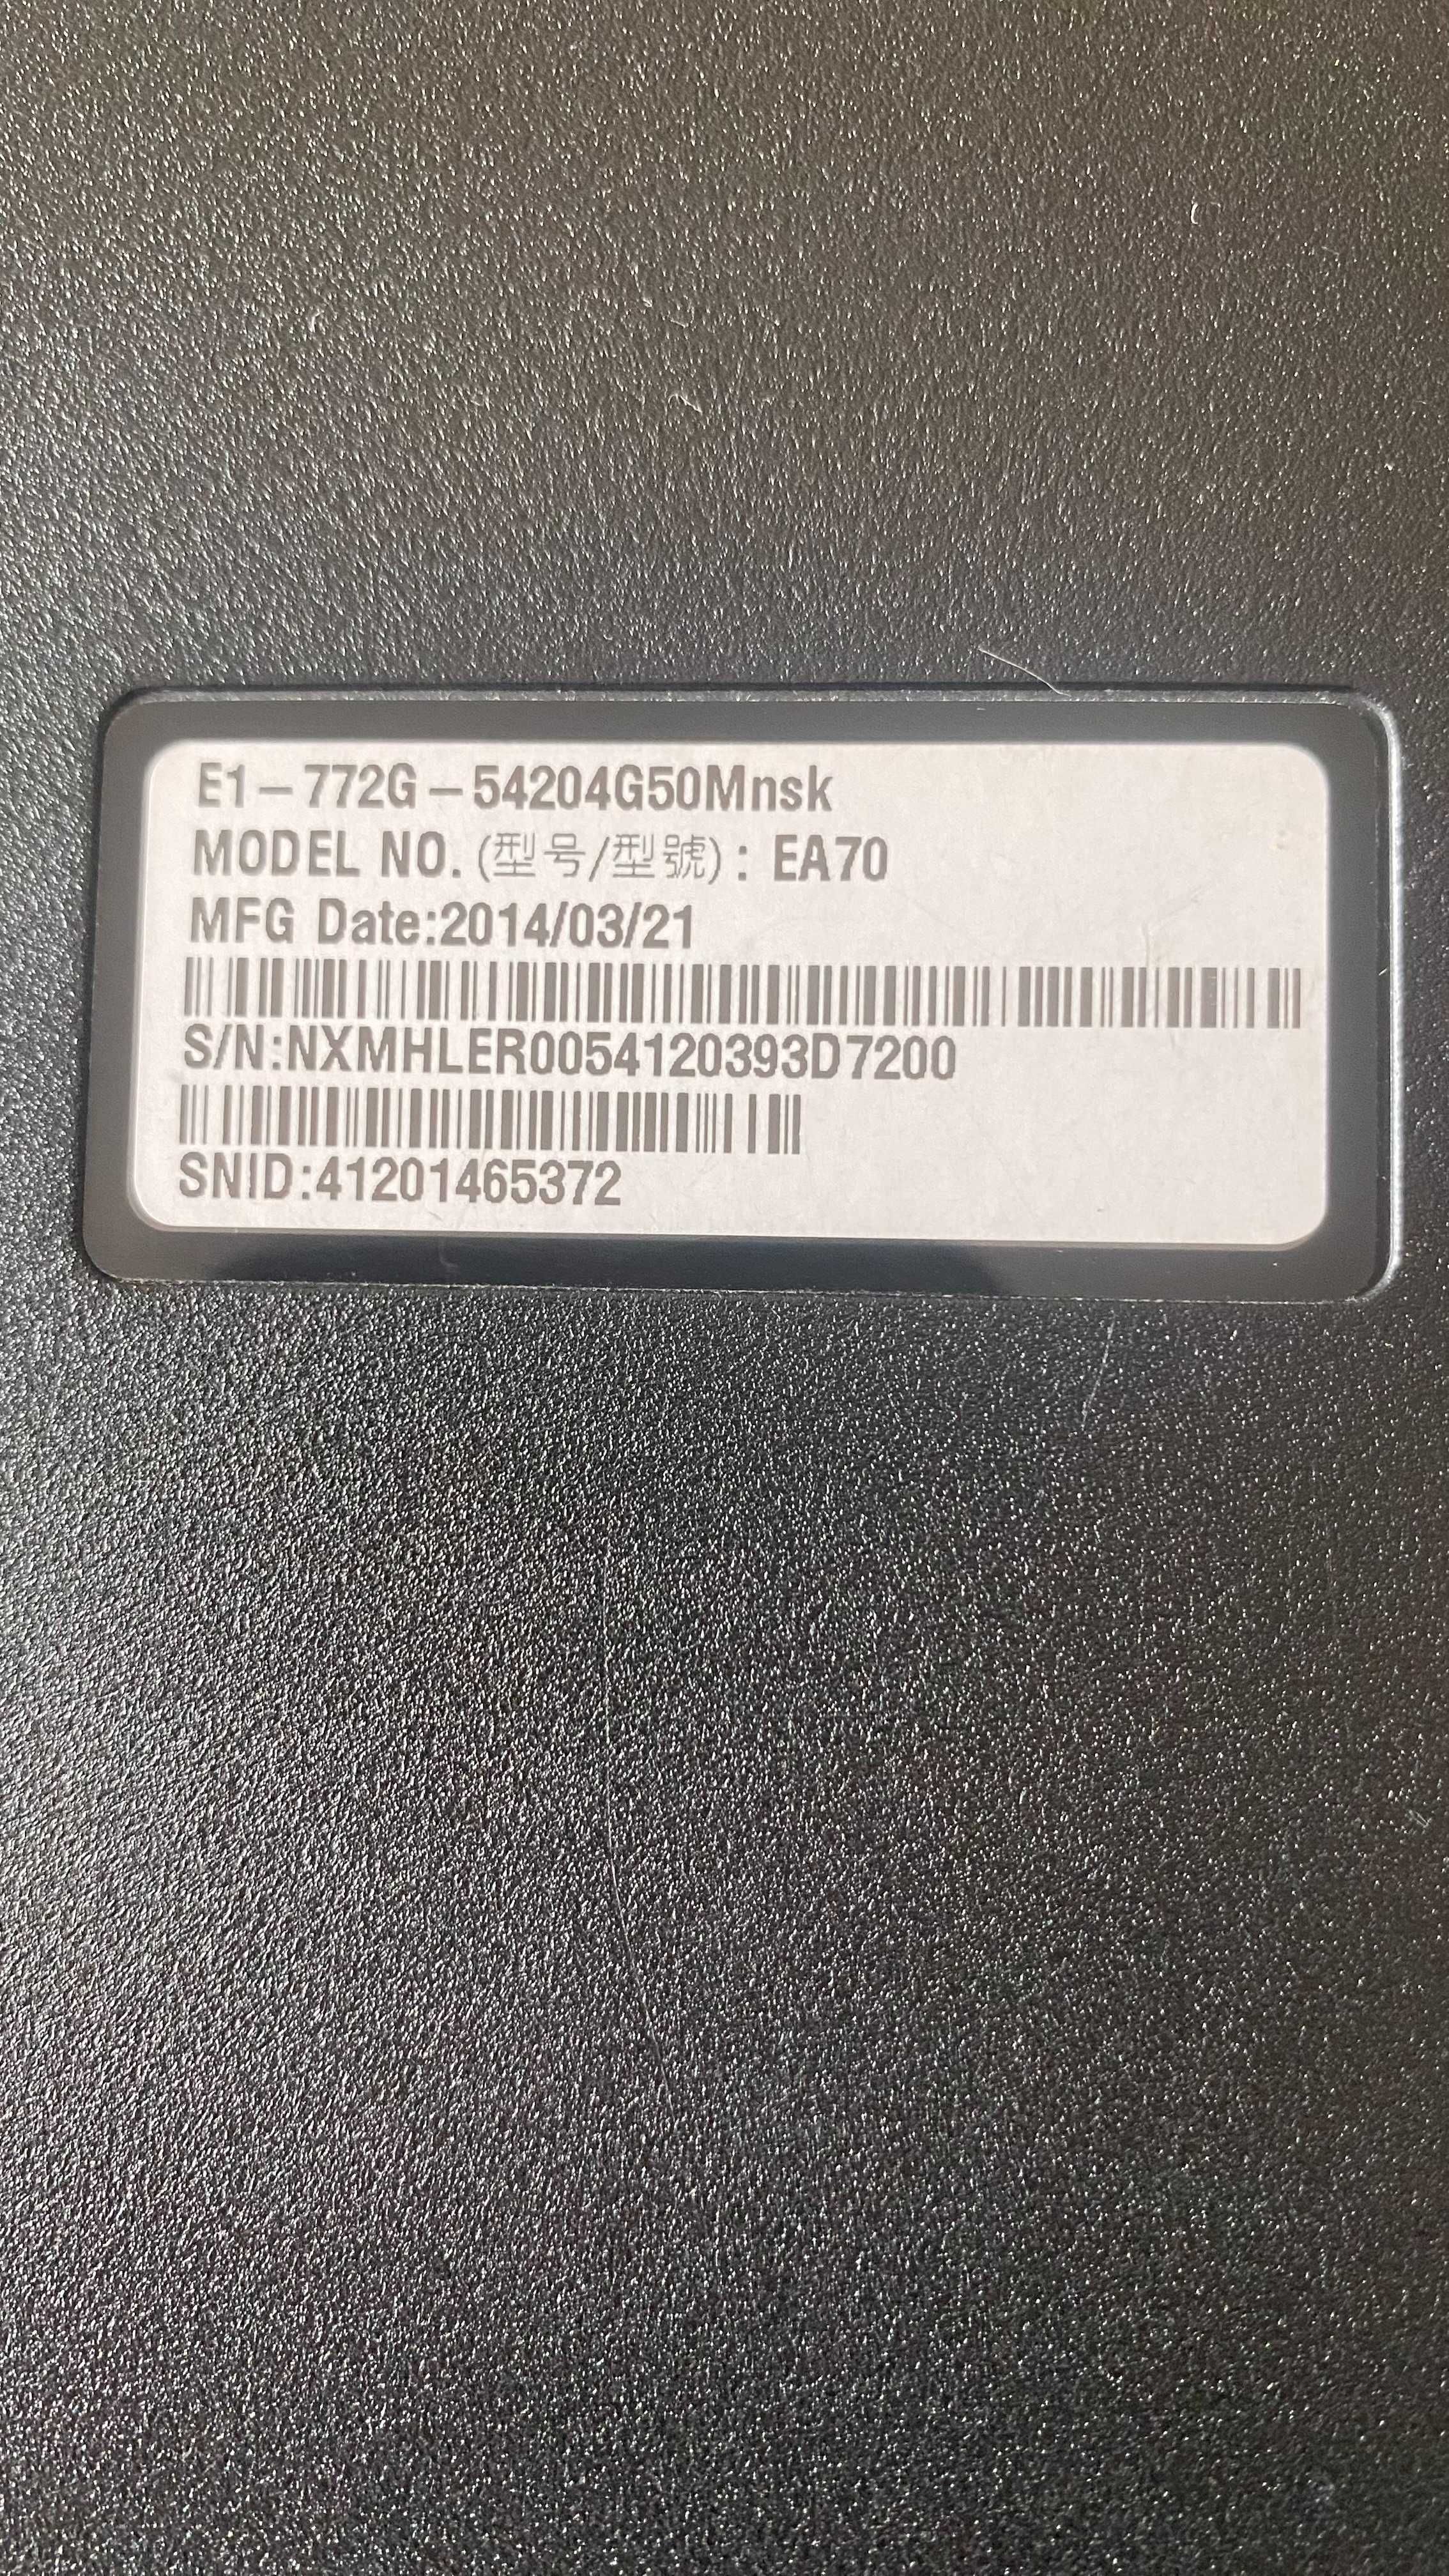 E1-772G-54204G50Mnsk
MODEL NO.(型号/型號): EA70
MFG Date:2014/03/21
S/N:NXMHLER0054120393D7200
SNID:41201465372